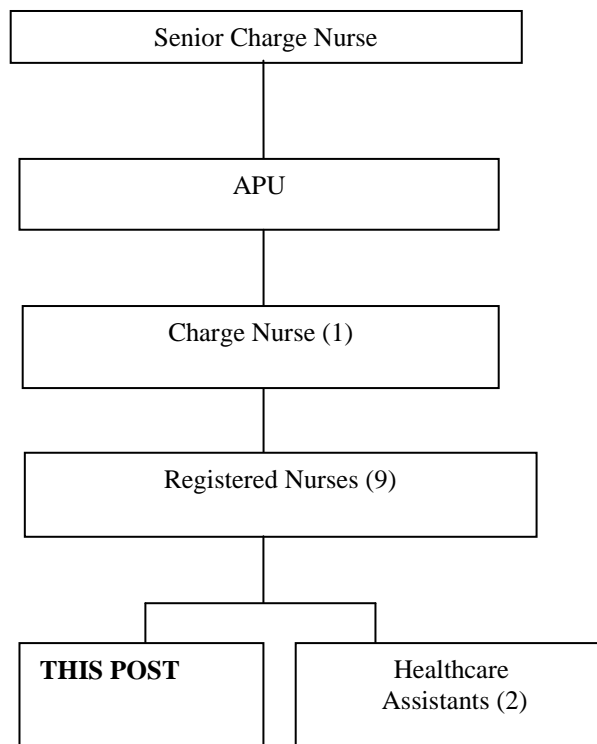 Senior Charge Nurse
APU
Charge Nurse (1)
Registered Nurses (9)
THIS POST
Healthcare
Assistants (2)